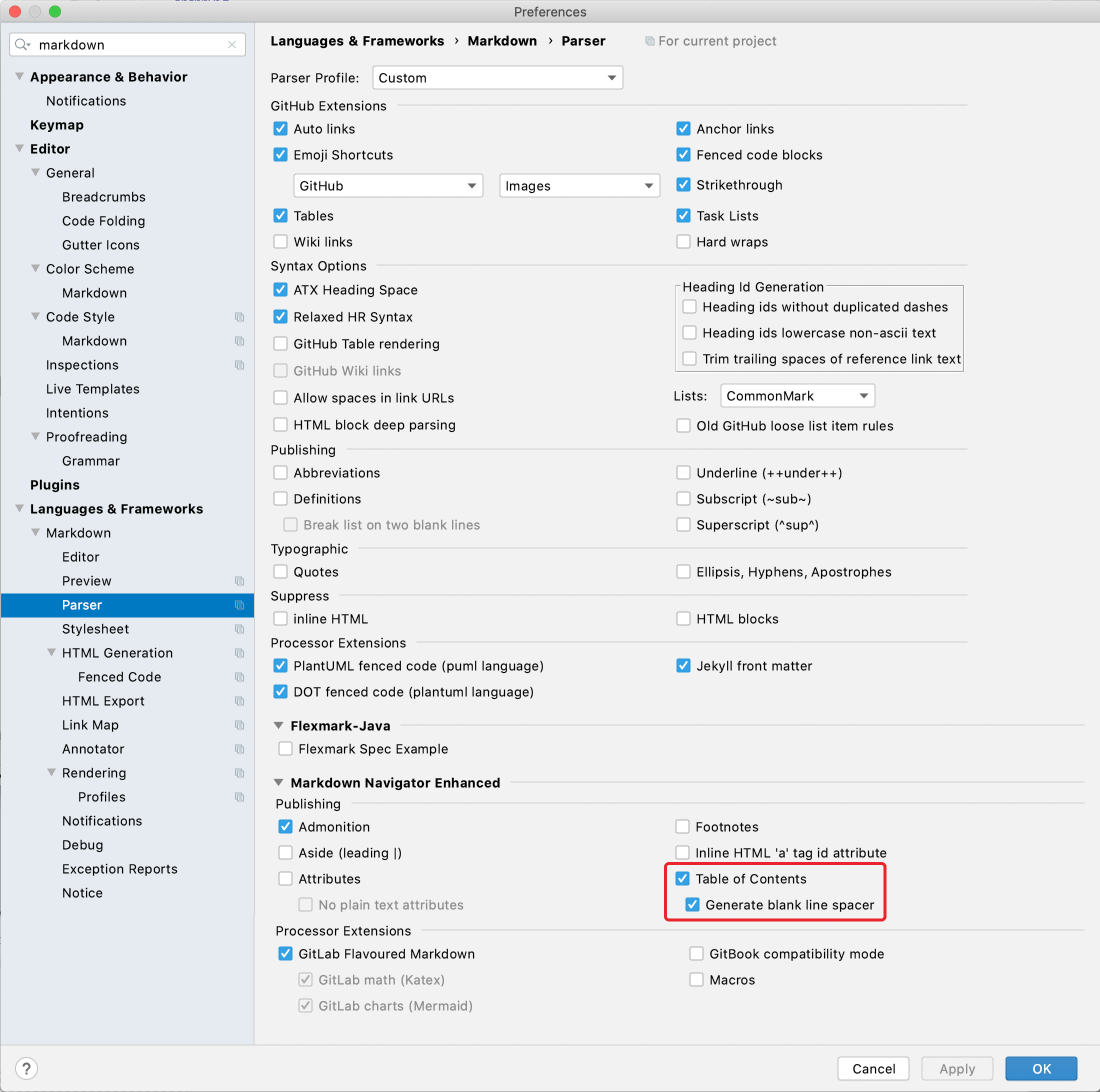 Preferences
markdown
Appearance & Behavior
Notifications
Keymap
Editor
General
Breadcrumbs
Code Folding
Gutter Icons
Color Scheme
Markdown
Code Style
Markdown
Inspections
Live Templates
Intentions
Proofreading
Grammar
Plugins
Languages & Frameworks
Markdown
Editor
Preview
Parser
Stylesheet
HTML Generation
Fenced Code
HTML Export
Link Map
Annotator
Rendering
Profiles
Notifications
Debug
Exception Reports
Notice
Languages & Frameworks › Markdown › Parser For current project
Parser Profile: Custom
GitHub Extensions
Auto links Anchor links
Emoji Shortcuts Fenced code blocks
GitHub Images Strikethrough
Tables Task Lists
Wiki links Hard wraps
Syntax Options
ATX Heading Space
Relaxed HR Syntax
GitHub Table rendering
GitHub Wiki links
Allow spaces in link URLs
HTML block deep parsing
Heading Id Generation
Heading ids without duplicated dashes
Heading ids lowercase non-ascii text
Trim trailing spaces of reference link text
Lists: CommonMark
Old GitHub loose list item rules
Publishing
Abbreviations Underline (++under++)
Definitions Subscript (~sub~)
Break list on two blank lines Superscript (^sup^)
Typographic
Quotes Ellipsis, Hyphens, Apostrophes
Suppress
inline HTML HTML blocks
Processor Extensions
PlantUML fenced code (puml language) Jekyll front matter
DOT fenced code (plantuml language)
Flexmark-Java
Flexmark Spec Example
Markdown Navigator Enhanced
Publishing
Admonition Footnotes
Aside (leading |) Inline HTML 'a' tag id attribute
Attributes Table of Contents
No plain text attributes Generate blank line spacer
Processor Extensions
GitLab Flavoured Markdown GitBook compatibility mode
GitLab math (Katex) Macros
GitLab charts (Mermaid)
? Cancel Apply OK